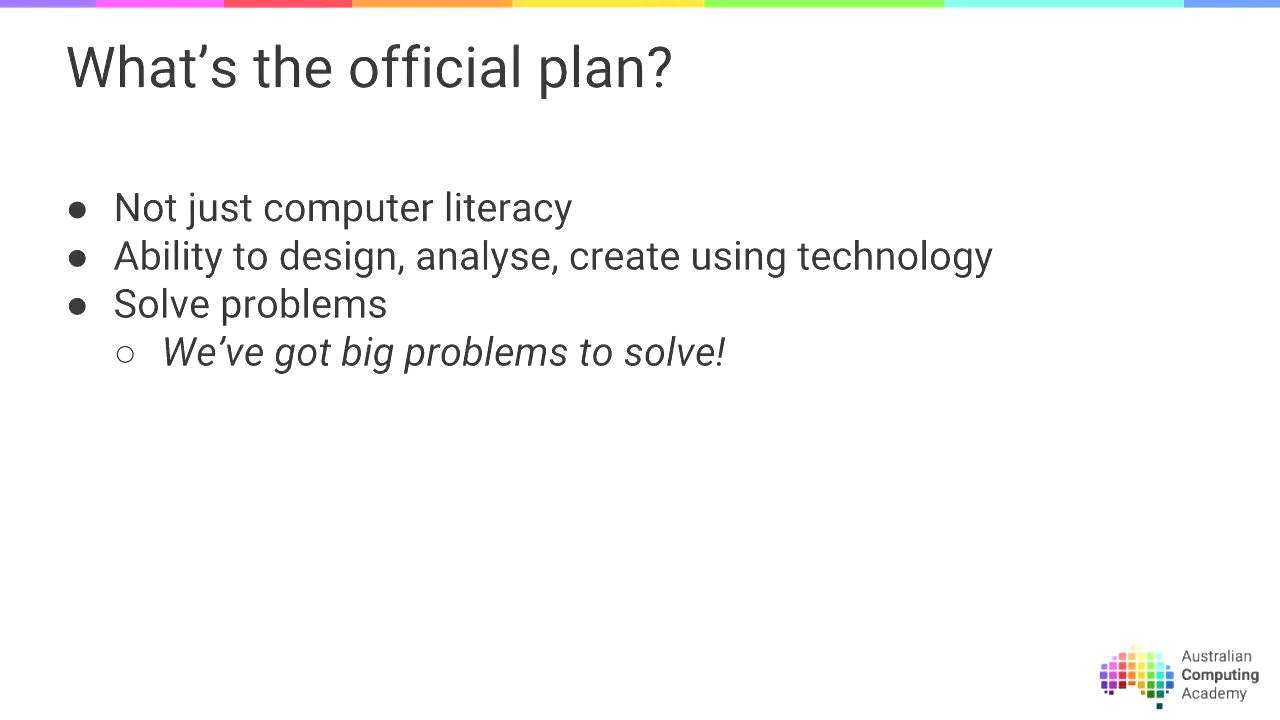 What’s the official plan?
● Not just computer literacy
● Ability to design, analyse, create using technology
● Solve problems
○ We’ve got big problems to solve!
Australian
Computing
Academy